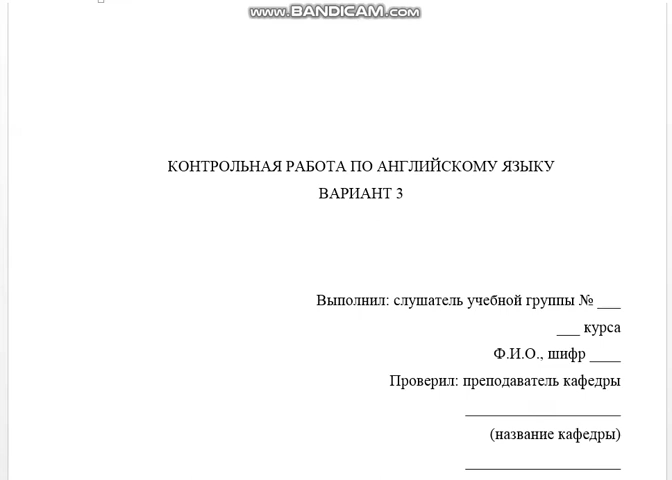 www.BANDICAM.com
КОНТРОЛЬНАЯ РАБОТА ПО АНГЛИЙСКОМУ ЯЗЫКУ
ВАРИАНТ 3
Выполнил: слушатель учебной группы № ___
___ курса
Ф.И.О., шифр ____
Проверил: преподаватель кафедры
____________________
(название кафедры)
____________________